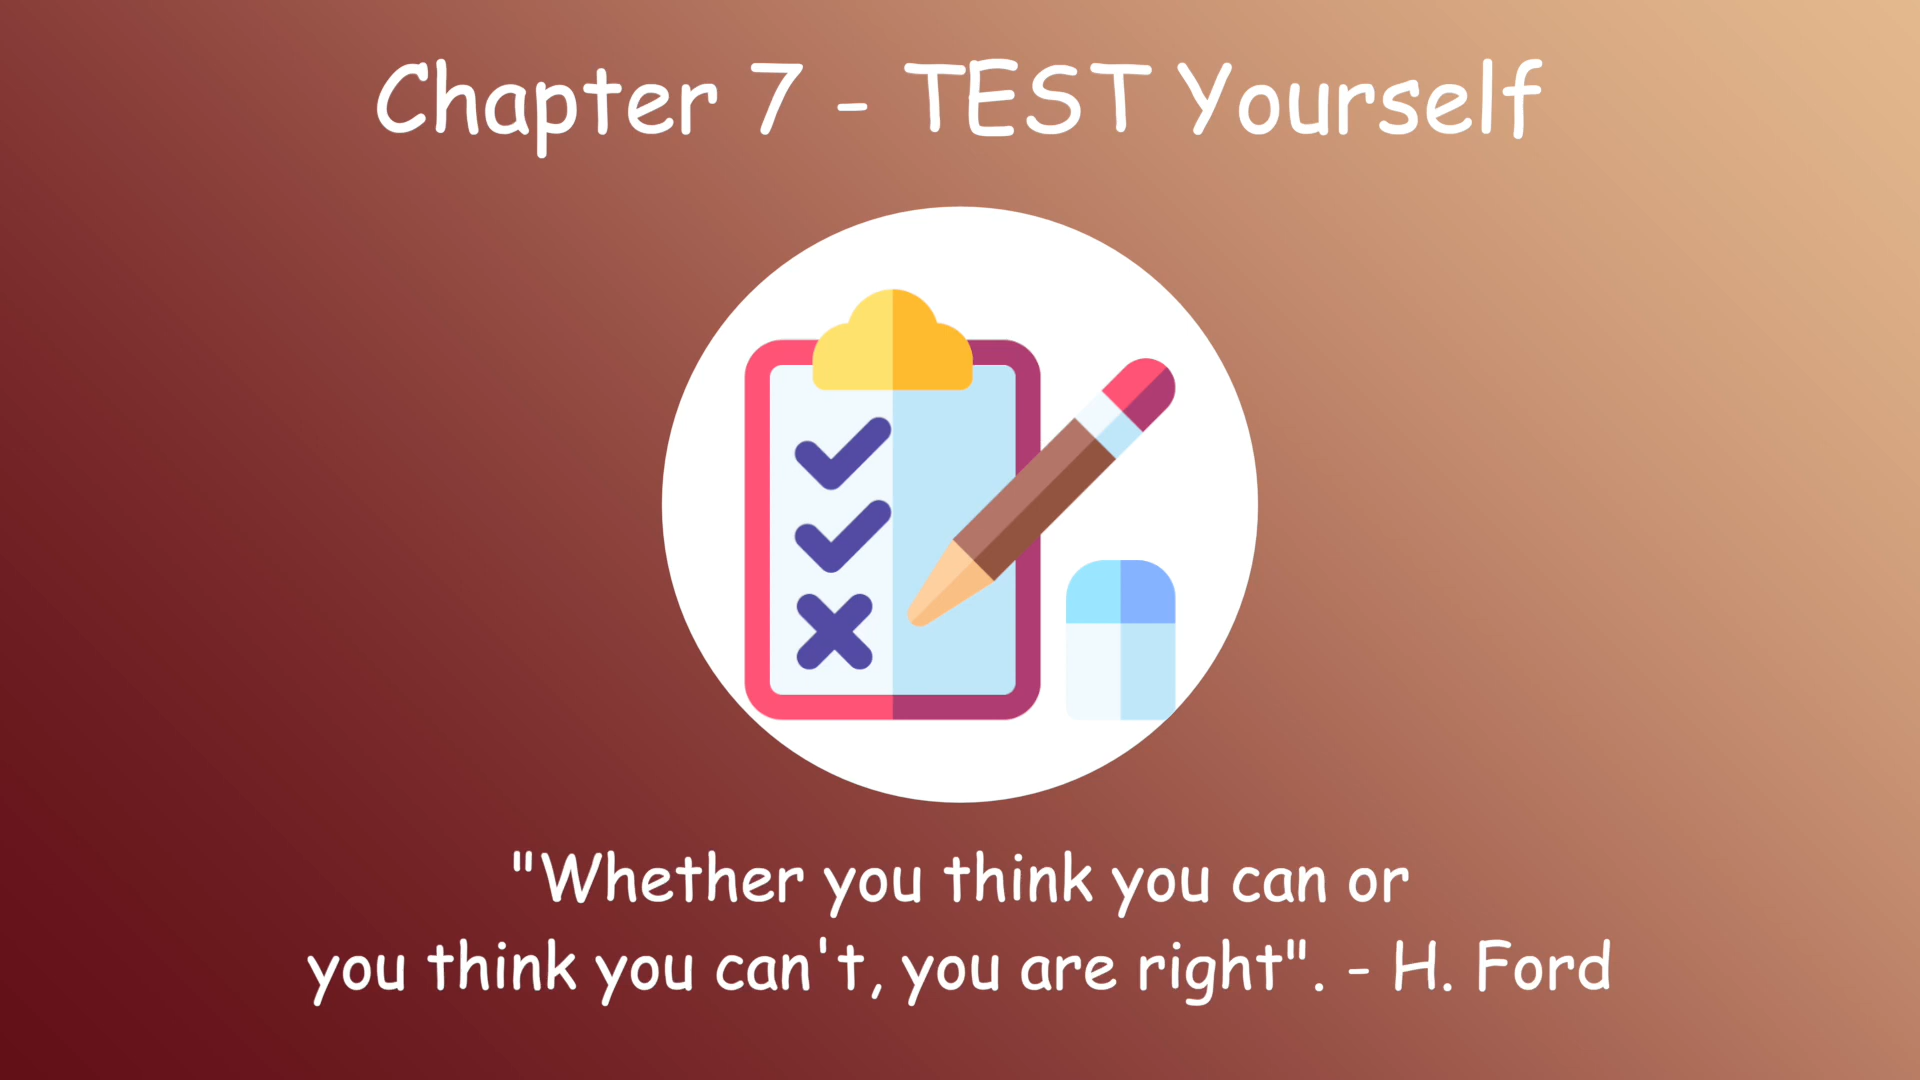 Chapter 7 - TEST Yourself
"Whether you think you can or
you think you can't, you are right". - H. Ford